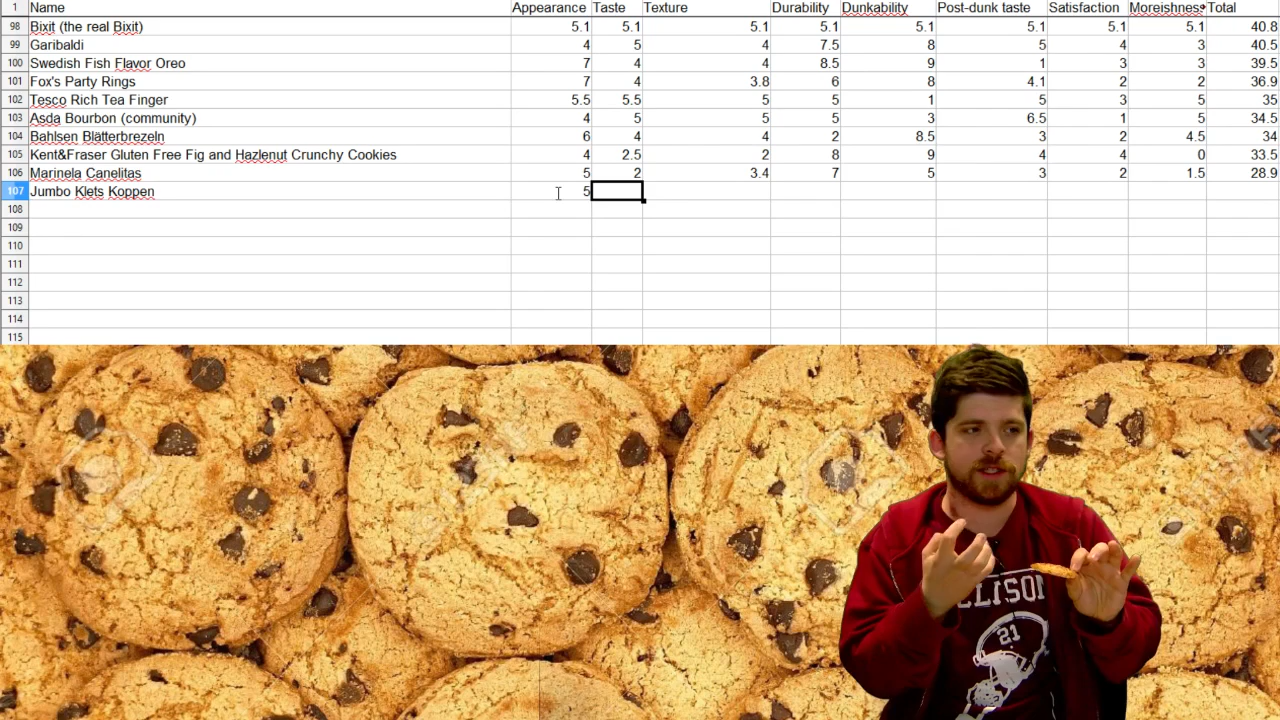 1 Name Appearance Taste Texture Durability Dunkability Post-dunk taste Satisfaction Moreishnes Total
98 Bixit (the real Bixit) 5.1 5.1 5.1 5.1 5.1 5.1 5.1 5.1 40.8
99 Garibaldi 4 5 4 7.5 8 5 4 3 40.5
100 Swedish Fish Flavor Oreo 7 4 4 8.5 9 1 3 3 39.5
101 Fox's Party Rings 7 4 3.8 6 8 4.1 2 2 36.9
102 Tesco Rich Tea Finger 5.5 5.5 5 5 1 5 3 5 35
103 Asda Bourbon (community) 4 5 5 5 3 6.5 1 5 34.5
104 Bahlsen Blätterbrezeln 6 4 4 2 8.5 3 2 4.5 34
105 Kent&Fraser Gluten Free Fig and Hazlenut Crunchy Cookies 4 2.5 2 8 9 4 4 0 33.5
106 Marinela Canelitas 5 2 3.4 7 5 3 2 1.5 28.9
107 Jumbo Klets Koppen 5
108
109
110
111
112
113
114
115
ELLISON
21